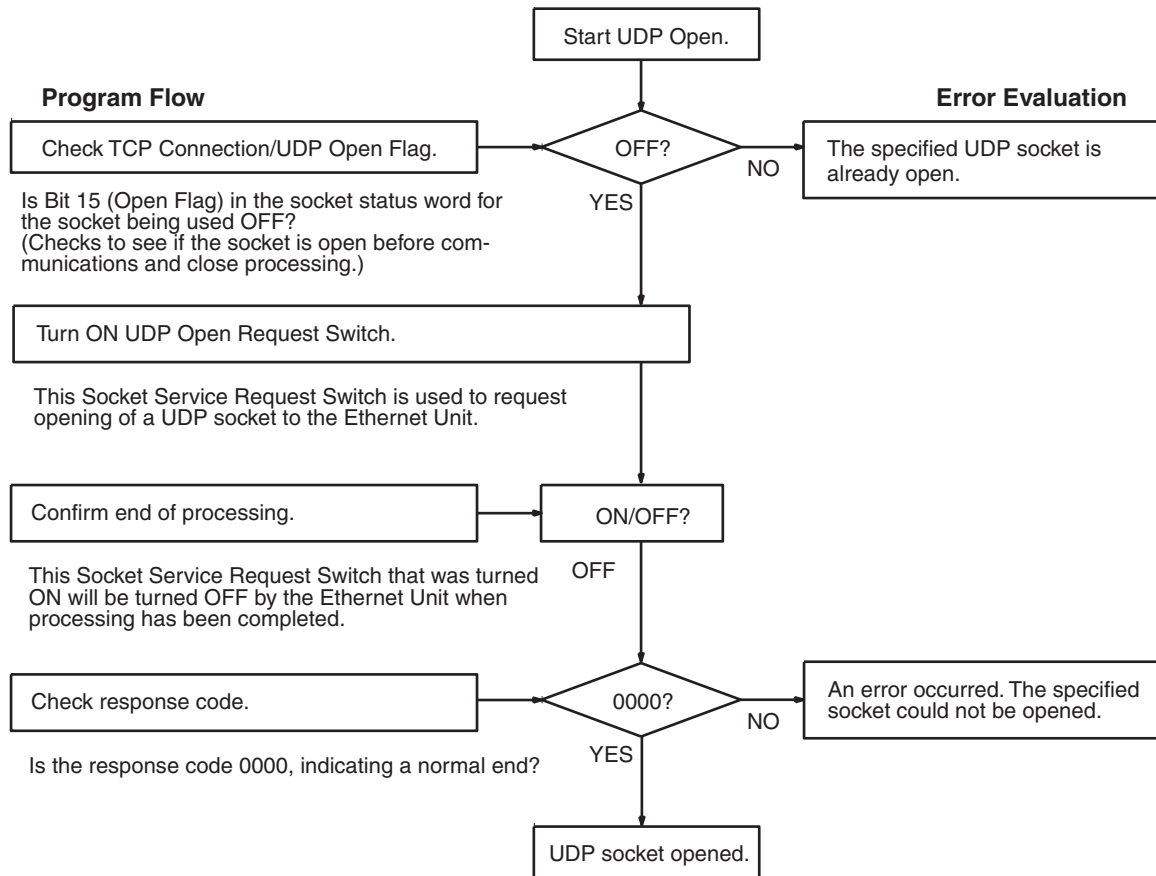 Start UDP Open.
Program Flow
Error Evaluation
Check TCP Connection/UDP Open Flag.
OFF?
NO
The specified UDP socket is
already open.
YES
Is Bit 15 (Open Flag) in the socket status word for
the socket being used OFF?
(Checks to see if the socket is open before com-
munications and close processing.)
Turn ON UDP Open Request Switch.
This Socket Service Request Switch is used to request
opening of a UDP socket to the Ethernet Unit.
Confirm end of processing.
ON/OFF?
OFF
This Socket Service Request Switch that was turned
ON will be turned OFF by the Ethernet Unit when
processing has been completed.
Check response code.
0000?
NO
An error occurred. The specified
socket could not be opened.
YES
Is the response code 0000, indicating a normal end?
UDP socket opened.